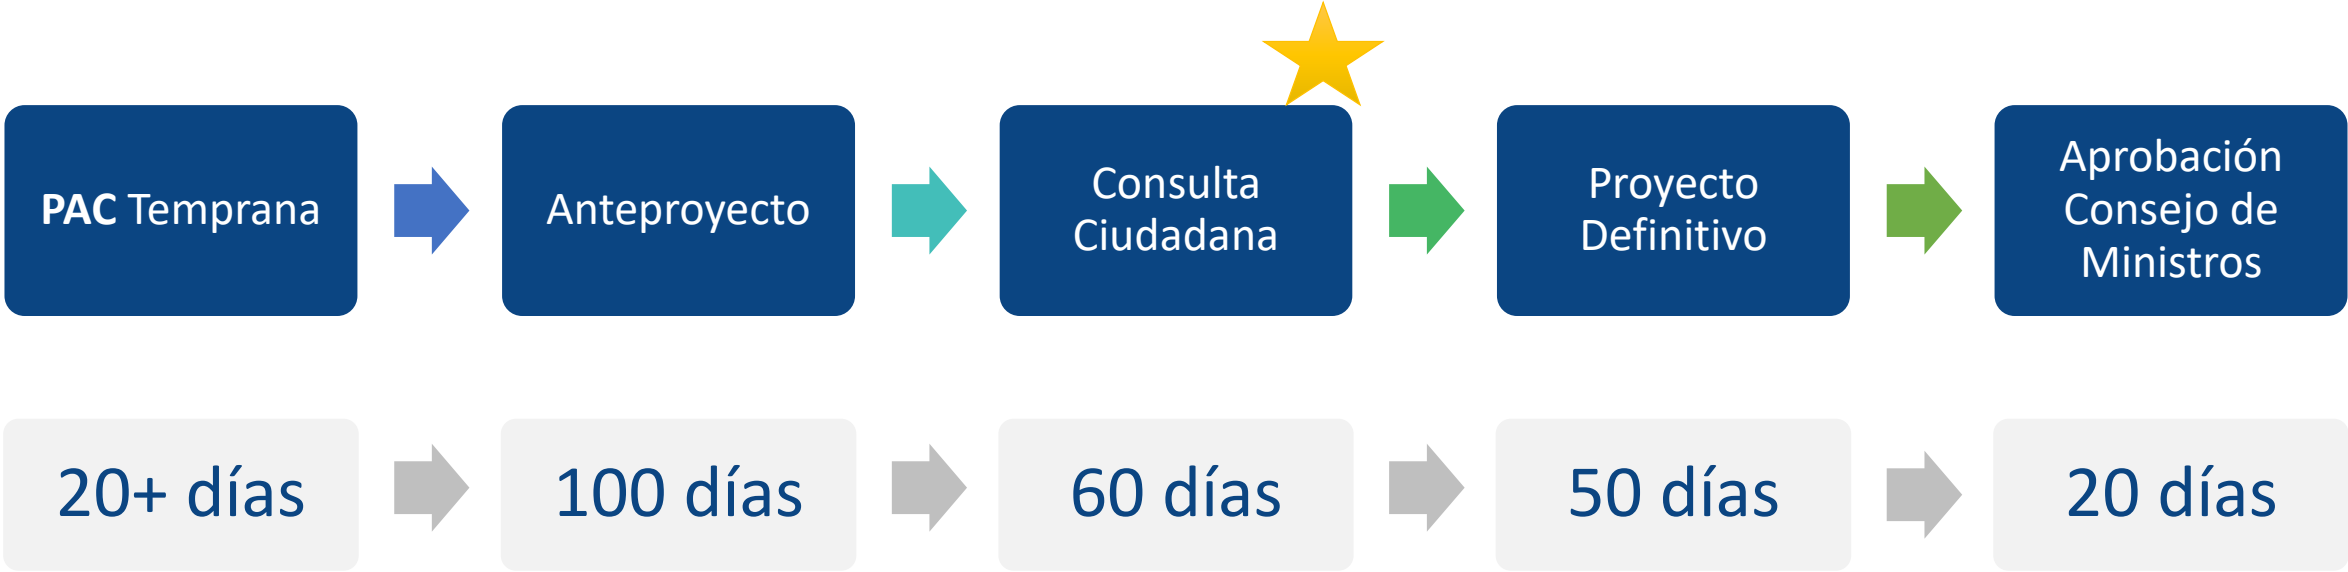 PAC Temprana
Anteproyecto
Consulta
Ciudadana
Proyecto
Definitivo
Aprobación
Consejo de
Ministros
20+ días
100 días
60 días
50 días
20 días